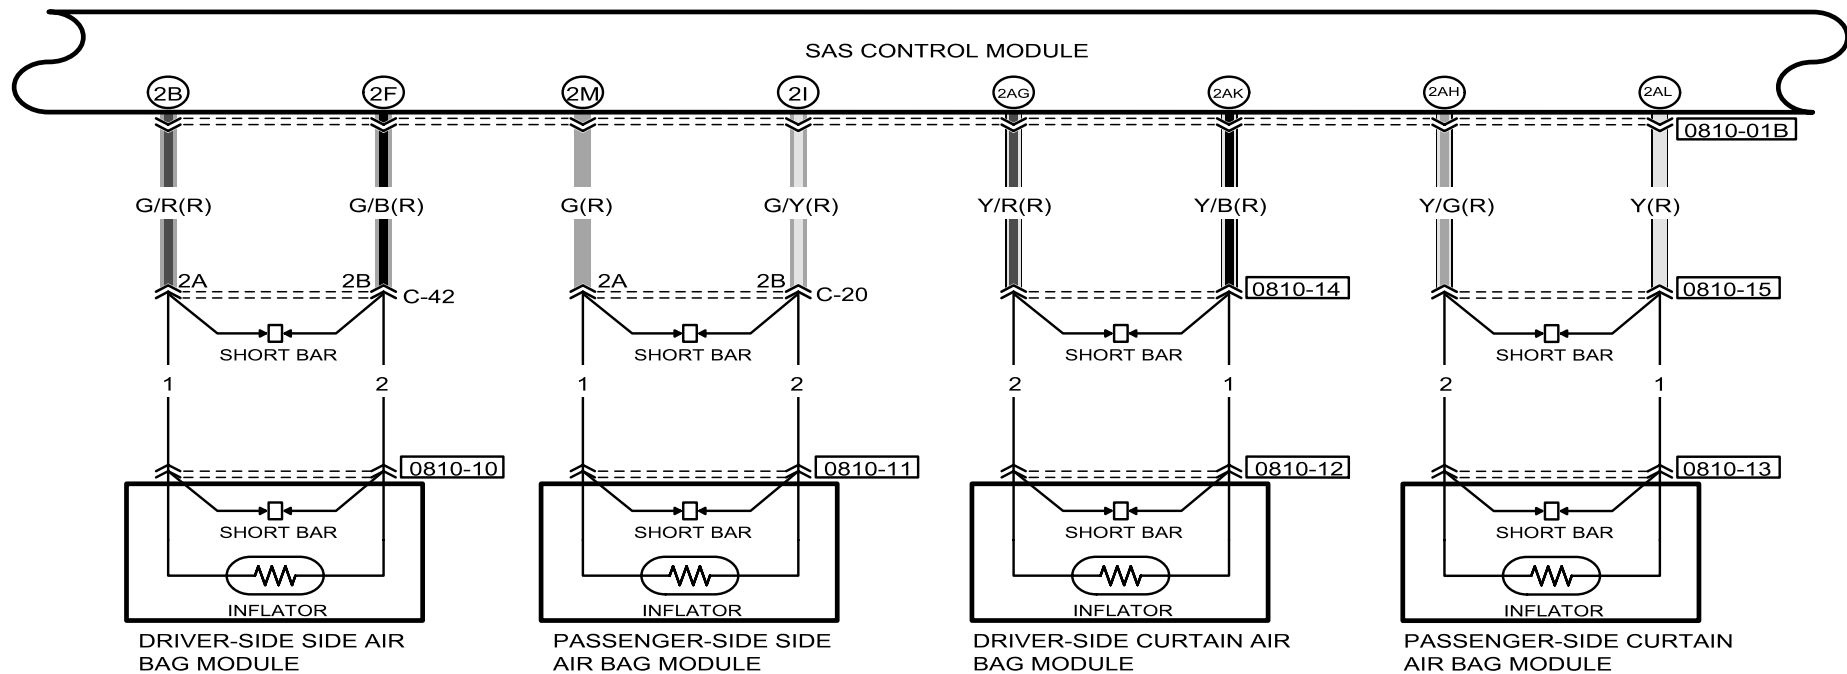 SAS CONTROL MODULE
2B 2F 2M 2I 2AG 2AK 2AH 2AL
0810-01B
G/R(R) G/B(R) G(R) G/Y(R) Y/R(R) Y/B(R) Y/G(R) Y(R)
2A 2B C-42 2A 2B C-20 0810-14 0810-15
SHORT BAR SHORT BAR SHORT BAR SHORT BAR
1 2 1 2 2 1 2 1
0810-10 0810-11 0810-12 0810-13
SHORT BAR SHORT BAR SHORT BAR SHORT BAR
INFLATOR INFLATOR INFLATOR INFLATOR
DRIVER-SIDE SIDE AIR
BAG MODULE
PASSENGER-SIDE SIDE
AIR BAG MODULE
DRIVER-SIDE CURTAIN AIR
BAG MODULE
PASSENGER-SIDE CURTAIN
AIR BAG MODULE